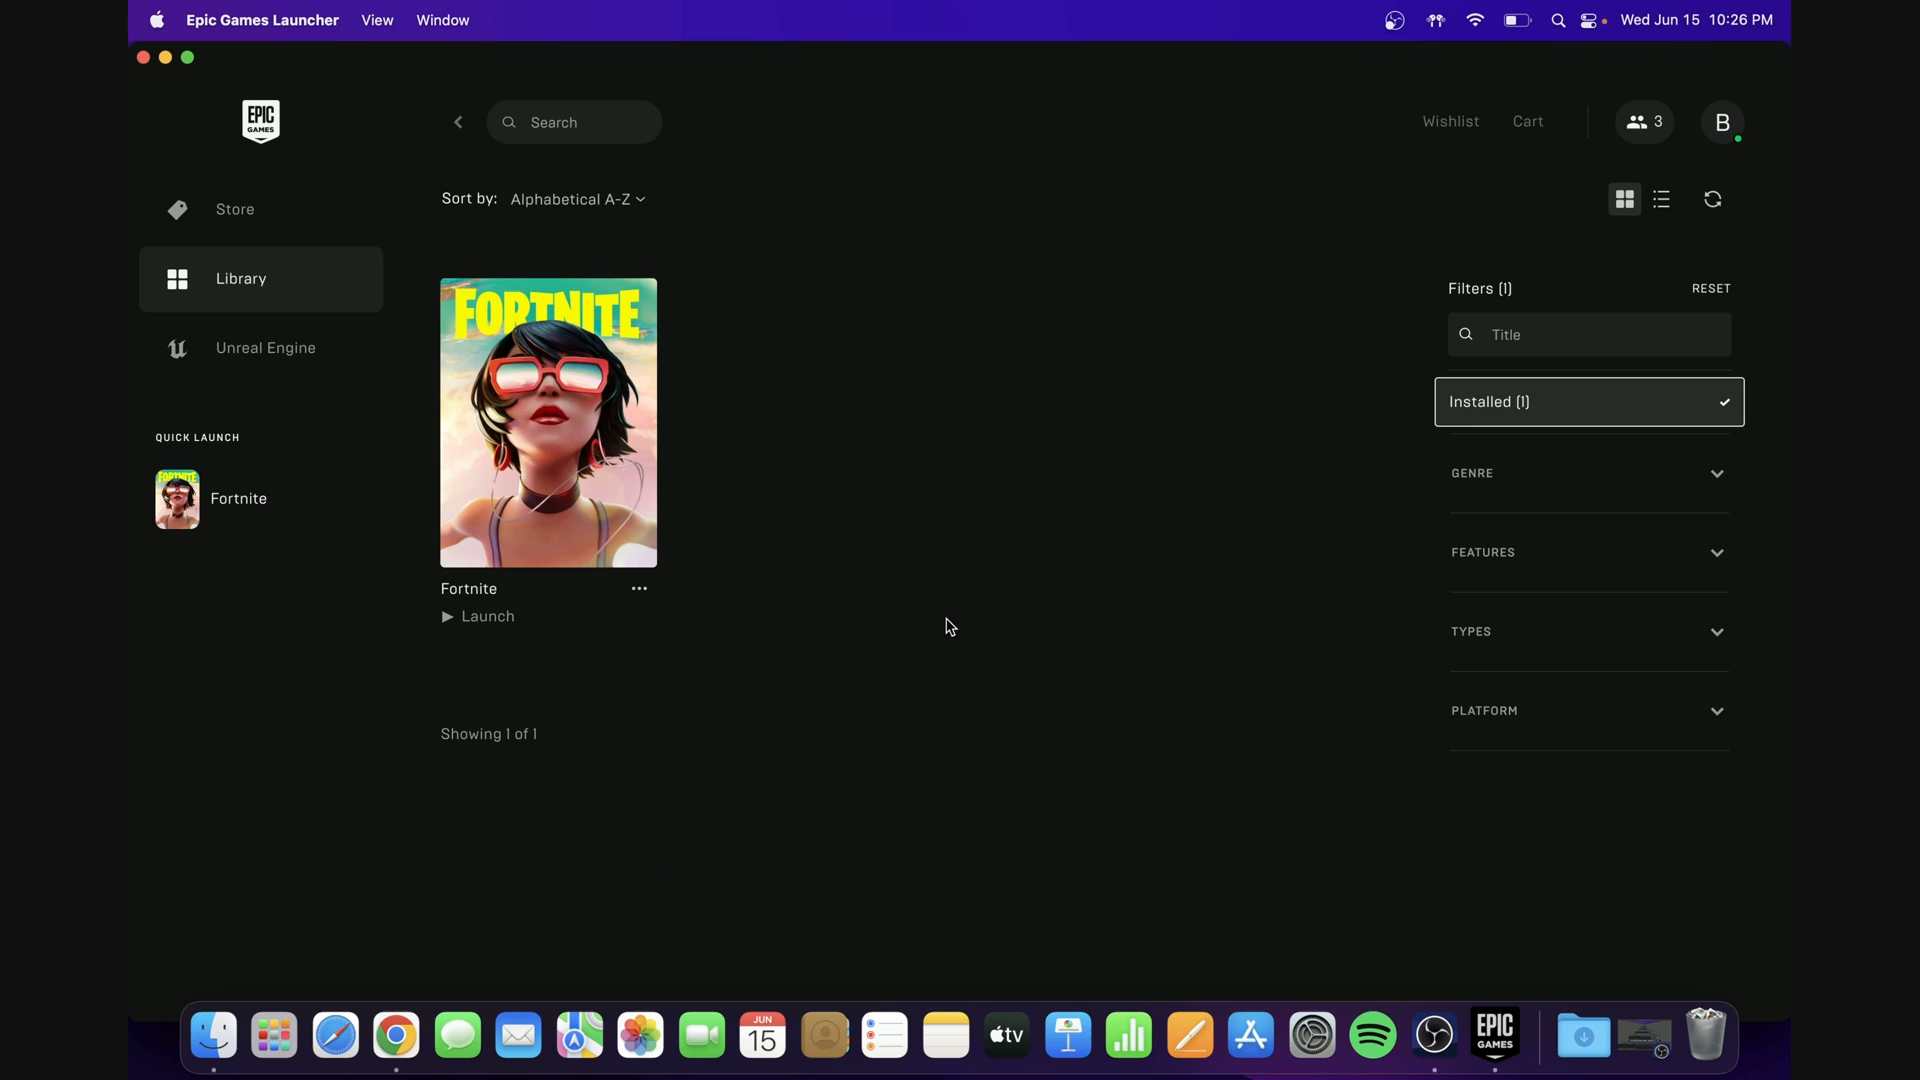 Epic Games Launcher View Window
Wed Jun 15 10:26 PM
EPIC
GAMES
Search
Wishlist Cart
3
B
Store
Sort by: Alphabetical A-Z
Library
Filters (1) RESET
FORTNITE
Title
Unreal Engine
Installed (1)
QUICK LAUNCH
GENRE
FORTNITE
Fortnite
FEATURES
Fortnite
Launch
TYPES
PLATFORM
Showing 1 of 1
JUN
15
tv
EPIC
GAMES